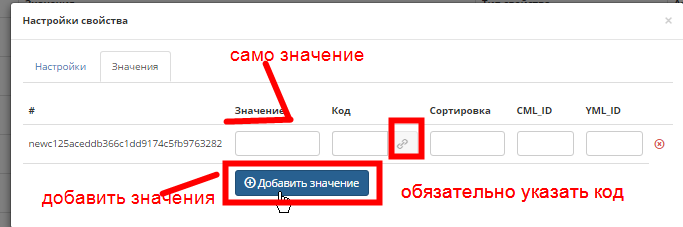 Настройки свойства
×
само значение
Настройки
Значения
# Значение Код Сортировка CML_ID YML_ID
newc125aceddb366c1dd9174c5fb9763282
Добавить значение
добавить значения
обязательно указать код